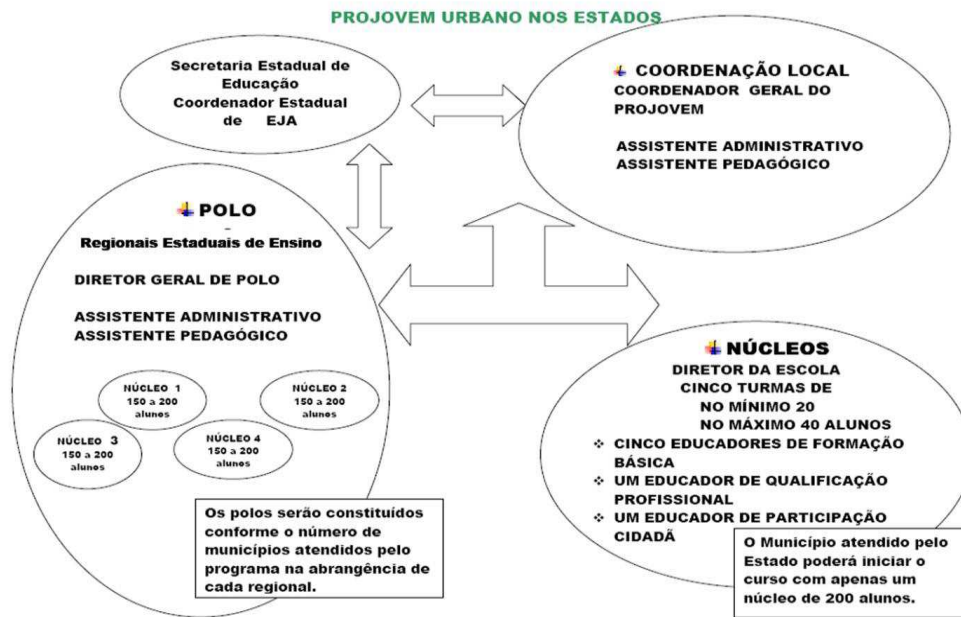 PROJOVEM URBANO NOS ESTADOS
Secretaria Estadual de
Educação
Coordenador Estadual
de EJA
COORDENAÇÃO LOCAL
COORDENADOR GERAL DO
PROJOVEM
ASSISTENTE ADMINISTRATIVO
ASSISTENTE PEDAGÓGICO
POLO
–
Regionais Estaduais de Ensino
DIRETOR GERAL DE POLO
ASSISTENTE ADMINISTRATIVO
ASSISTENTE PEDAGÓGICO
NÚCLEO 1
150 a 200
alunos
NÚCLEO 2
150 a 200
alunos
NÚCLEO 3
150 a 200
alunos
NÚCLEO 4
150 a 200
alunos
Os polos serão constituídos
conforme o número de
municípios atendidos pelo
programa na abrangência de
cada regional.
NÚCLEOS
DIRETOR DA ESCOLA
CINCO TURMAS DE
NO MÍNIMO 20
NO MÁXIMO 40 ALUNOS
❖ CINCO EDUCADORES DE FORMAÇÃO
BÁSICA
❖ UM EDUCADOR DE QUALIFICAÇÃO
PROFISSIONAL
❖ UM EDUCADOR DE PARTICIPAÇÃO
CIDADÃ
O Município atendido pelo
Estado poderá iniciar o
curso com apenas um
núcleo de 200 alunos.